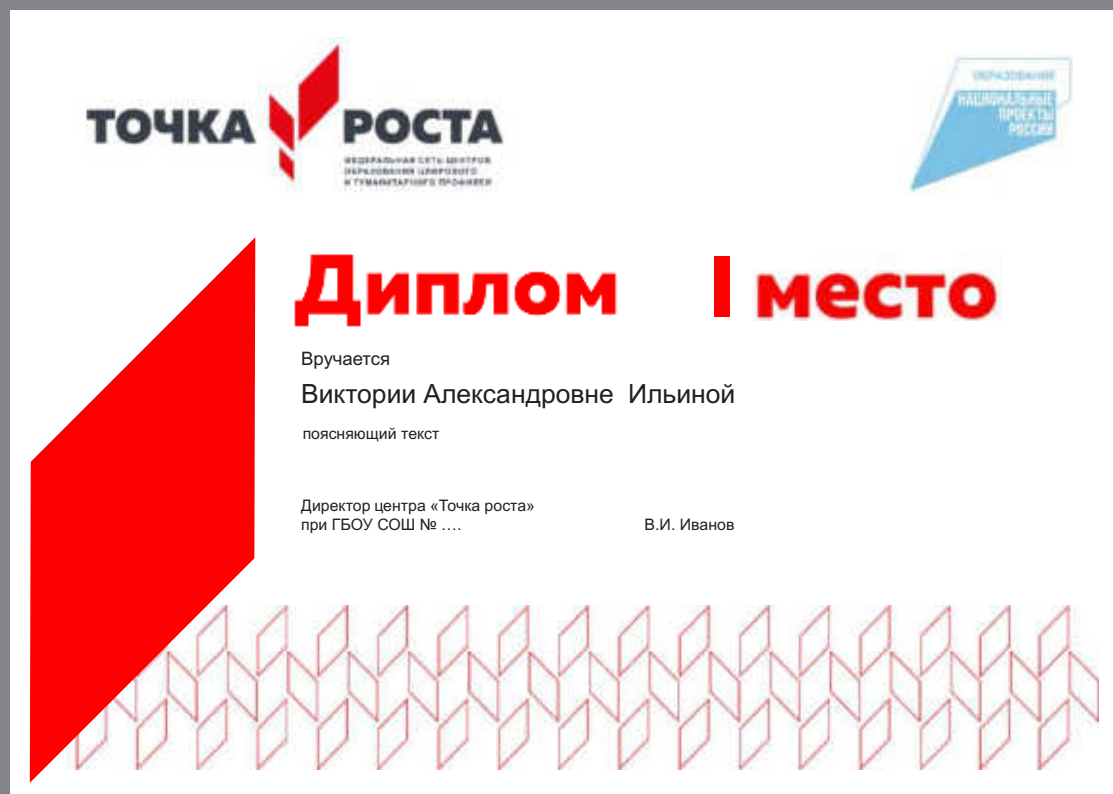 ТОЧКА РОСТА
ФЕДЕРАЛЬНАЯ СЕТЬ ЦЕНТРОВ
ОБРАЗОВАНИЯ ЦИФРОВОГО
И ГУМАНИТАРНОГО ПРОФИЛЕЙ
ОБРАЗОВАНИЕ
НАЦИОНАЛЬНЫЕ
ПРОЕКТЫ
РОССИИ
Диплом I место
Вручается
Виктории Александровне Ильиной
поясняющий текст
Директор центра «Точка роста»
при ГБОУ СОШ № .... В.И. Иванов